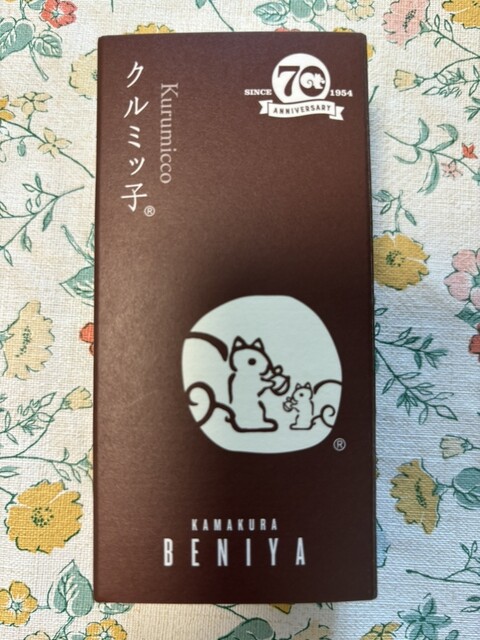 クルミッ子®
Kurumicco
SINCE 70 1954
ANNIVERSARY
®
KAMAKURA
BENIYA